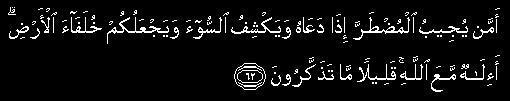 أَمَّن يُجِيبُ ٱلْمُضْطَرَّ إِذَا دَعَاهُ وَيَكْشِفُ ٱلسُّوٓءَ وَيَجْعَلُكُمْ خُلَفَآءَ ٱلْأَرْضِ ۗ
أَءِلَـٰهٌ مَّعَ ٱللَّهِ ۚ قَلِيلًا مَّا تَذَكَّرُونَ ﴿٦٢﴾